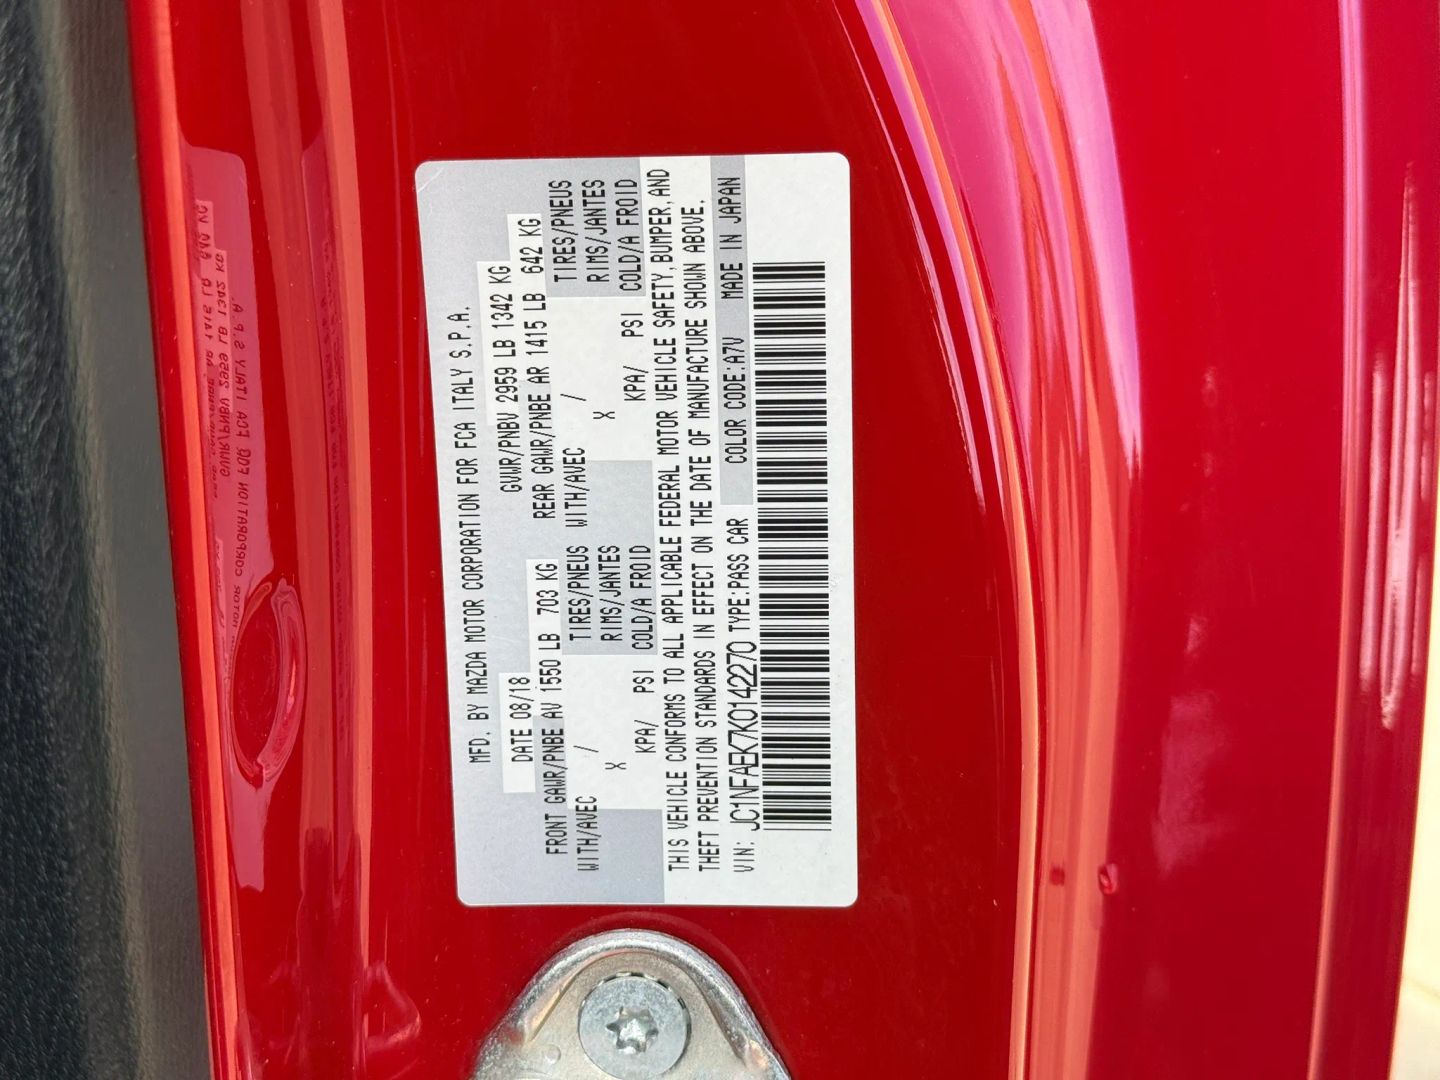 MFD. BY MAZDA MOTOR CORPORATION FOR FCA ITALY S.P.A.
DATE 08/18 GVWR/PNBV 2959 LB 1342 KG
FRONT GAWR/PNBE AV 1550 LB 703 KG REAR GAWR/PNBE AR 1415 LB 642 KG
WITH/AVEC / TIRES/PNEUS WITH/AVEC / TIRES/PNEUS
X RIMS/JANTES X RIMS/JANTES
KPA/ PSI COLD/A FROID KPA/ PSI COLD/A FROID
THIS VEHICLE CONFORMS TO ALL APPLICABLE FEDERAL MOTOR VEHICLE SAFETY, BUMPER, AND
THEFT PREVENTION STANDARDS IN EFFECT ON THE DATE OF MANUFACTURE SHOWN ABOVE.
VIN: JC1NFAEK7K0142270 TYPE:PASS CAR COLOR CODE:A7V MADE IN JAPAN